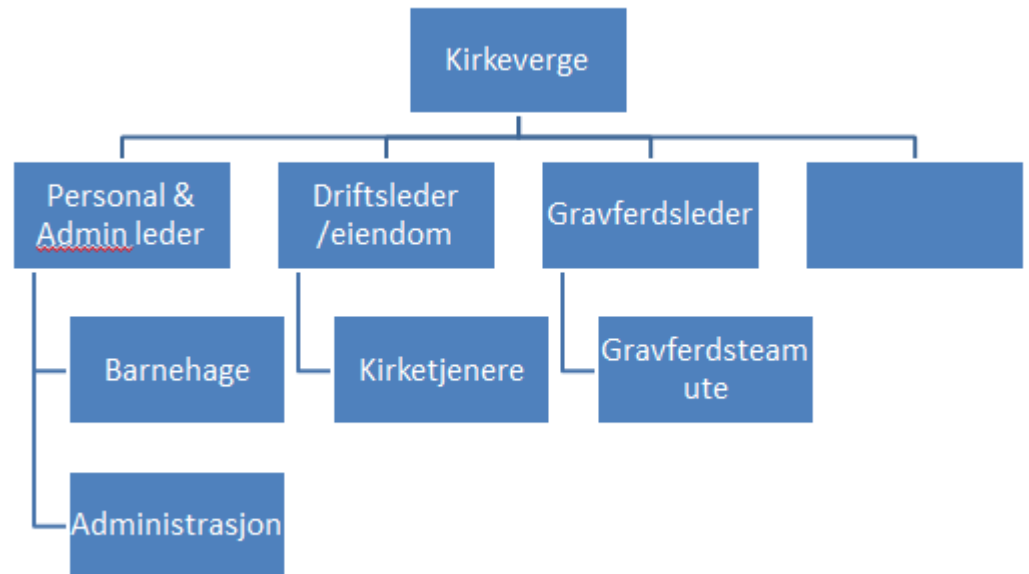 Kirkeverge
Personal &
Admin leder
Driftsleder
/eiendom
Gravferdsleder
Barnehage
Kirketjenere
Gravferdsteam
ute
Administrasjon